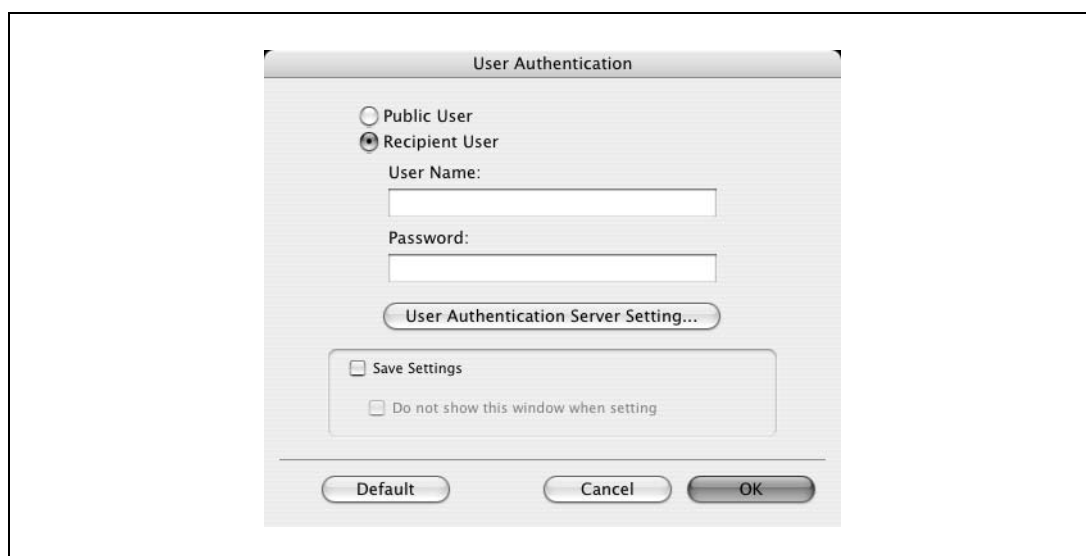 User Authentication
Public User
Recipient User
User Name:
Password:
User Authentication Server Setting...
Save Settings
Do not show this window when setting
Default Cancel OK